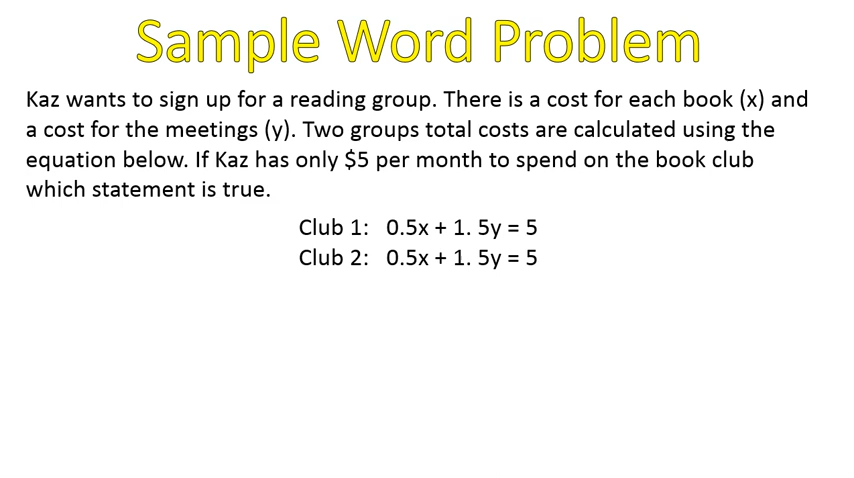 Sample Word Problem
Kaz wants to sign up for a reading group. There is a cost for each book (x) and
a cost for the meetings (y). Two groups total costs are calculated using the
equation below. If Kaz has only $5 per month to spend on the book club
which statement is true.
Club 1: 0.5x + 1. 5y = 5
Club 2: 0.5x + 1. 5y = 5